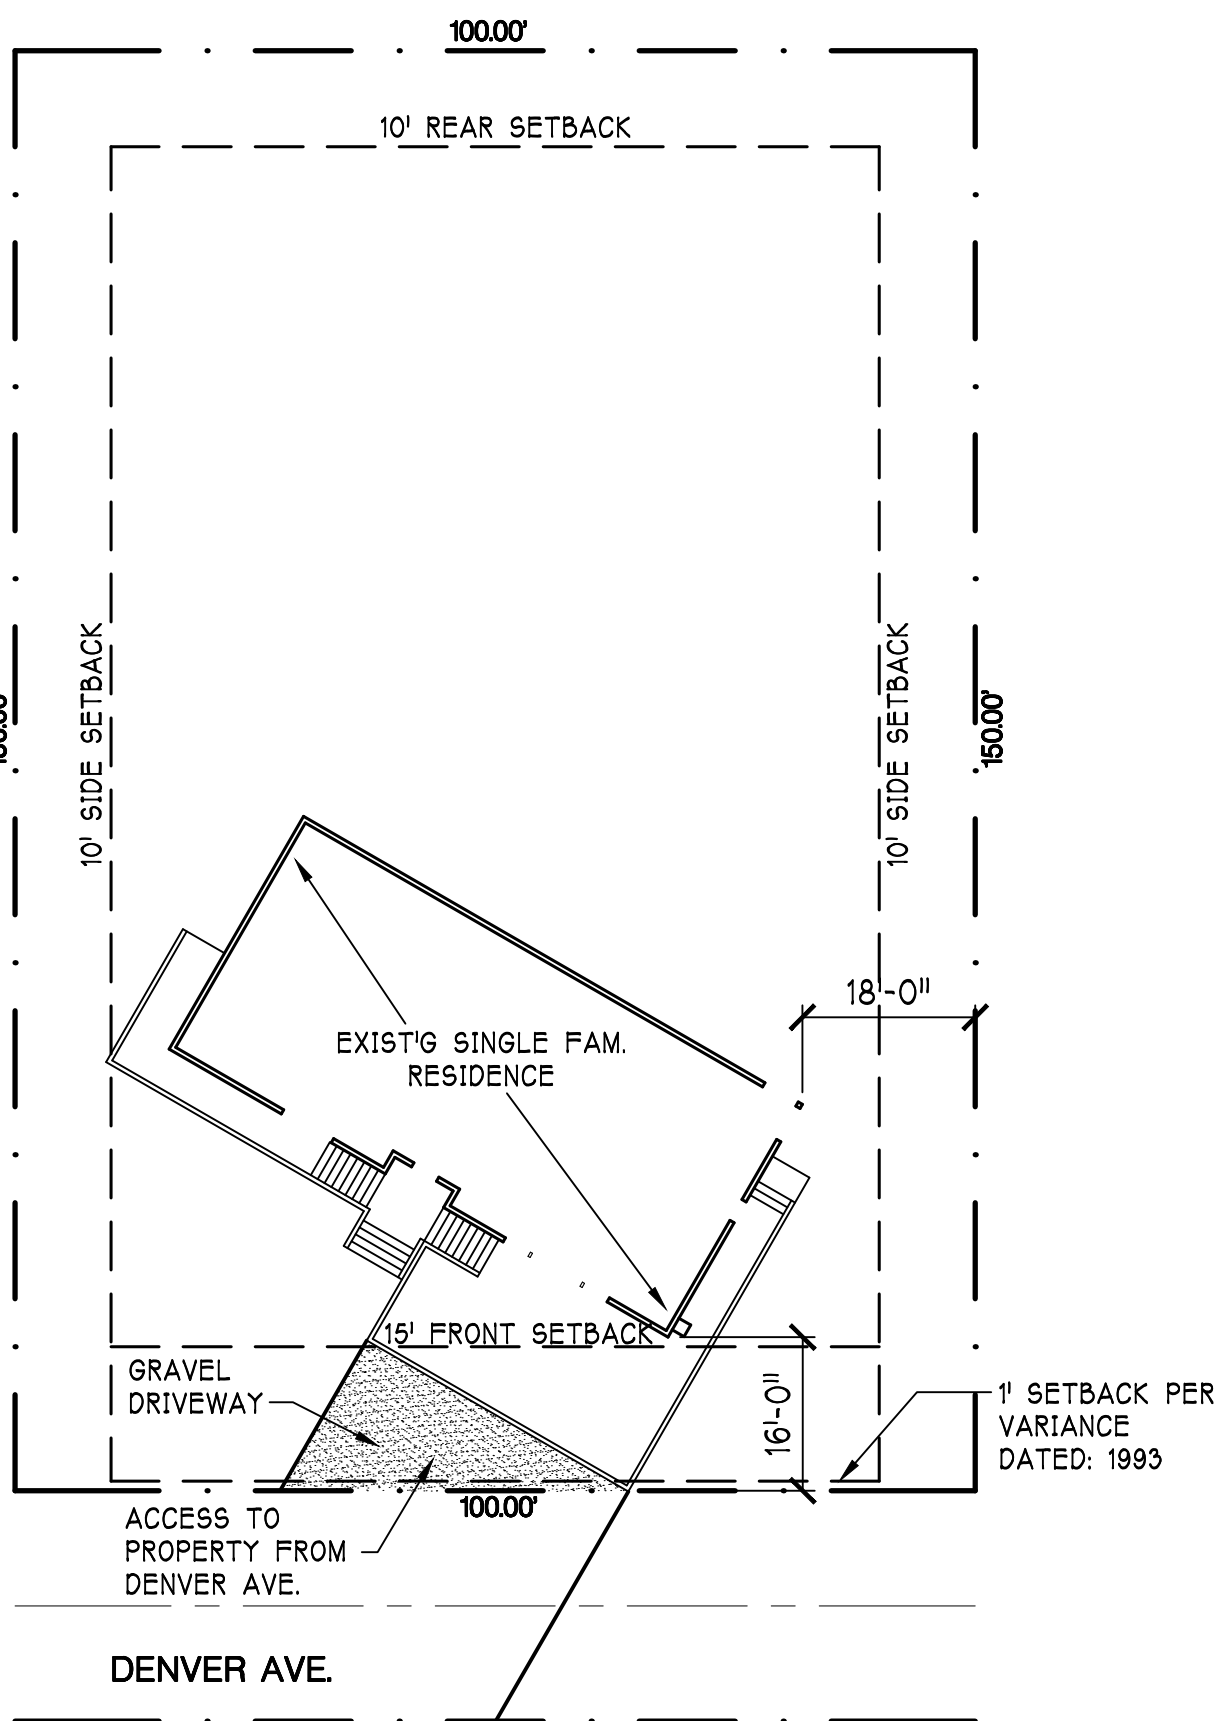 100.00'
10' REAR SETBACK
10' SIDE SETBACK
10' SIDE SETBACK
150.00'
18'-0"
EXIST'G SINGLE FAM.
RESIDENCE
15' FRONT SETBACK
GRAVEL
DRIVEWAY
16'-0"
1' SETBACK PER
VARIANCE
DATED: 1993
100.00'
ACCESS TO
PROPERTY FROM
DENVER AVE.
DENVER AVE.